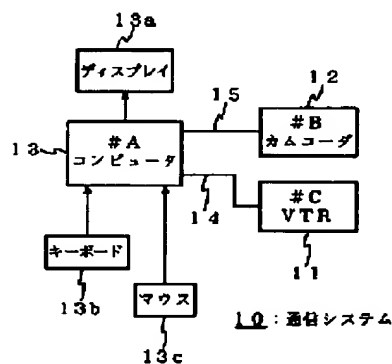 13a
ディスプレイ
15
12
13
#A
コンピュータ
#B
カムコーダ
14
#C
VTR
11
キーボード
13b
マウス
13c
10:通信システム